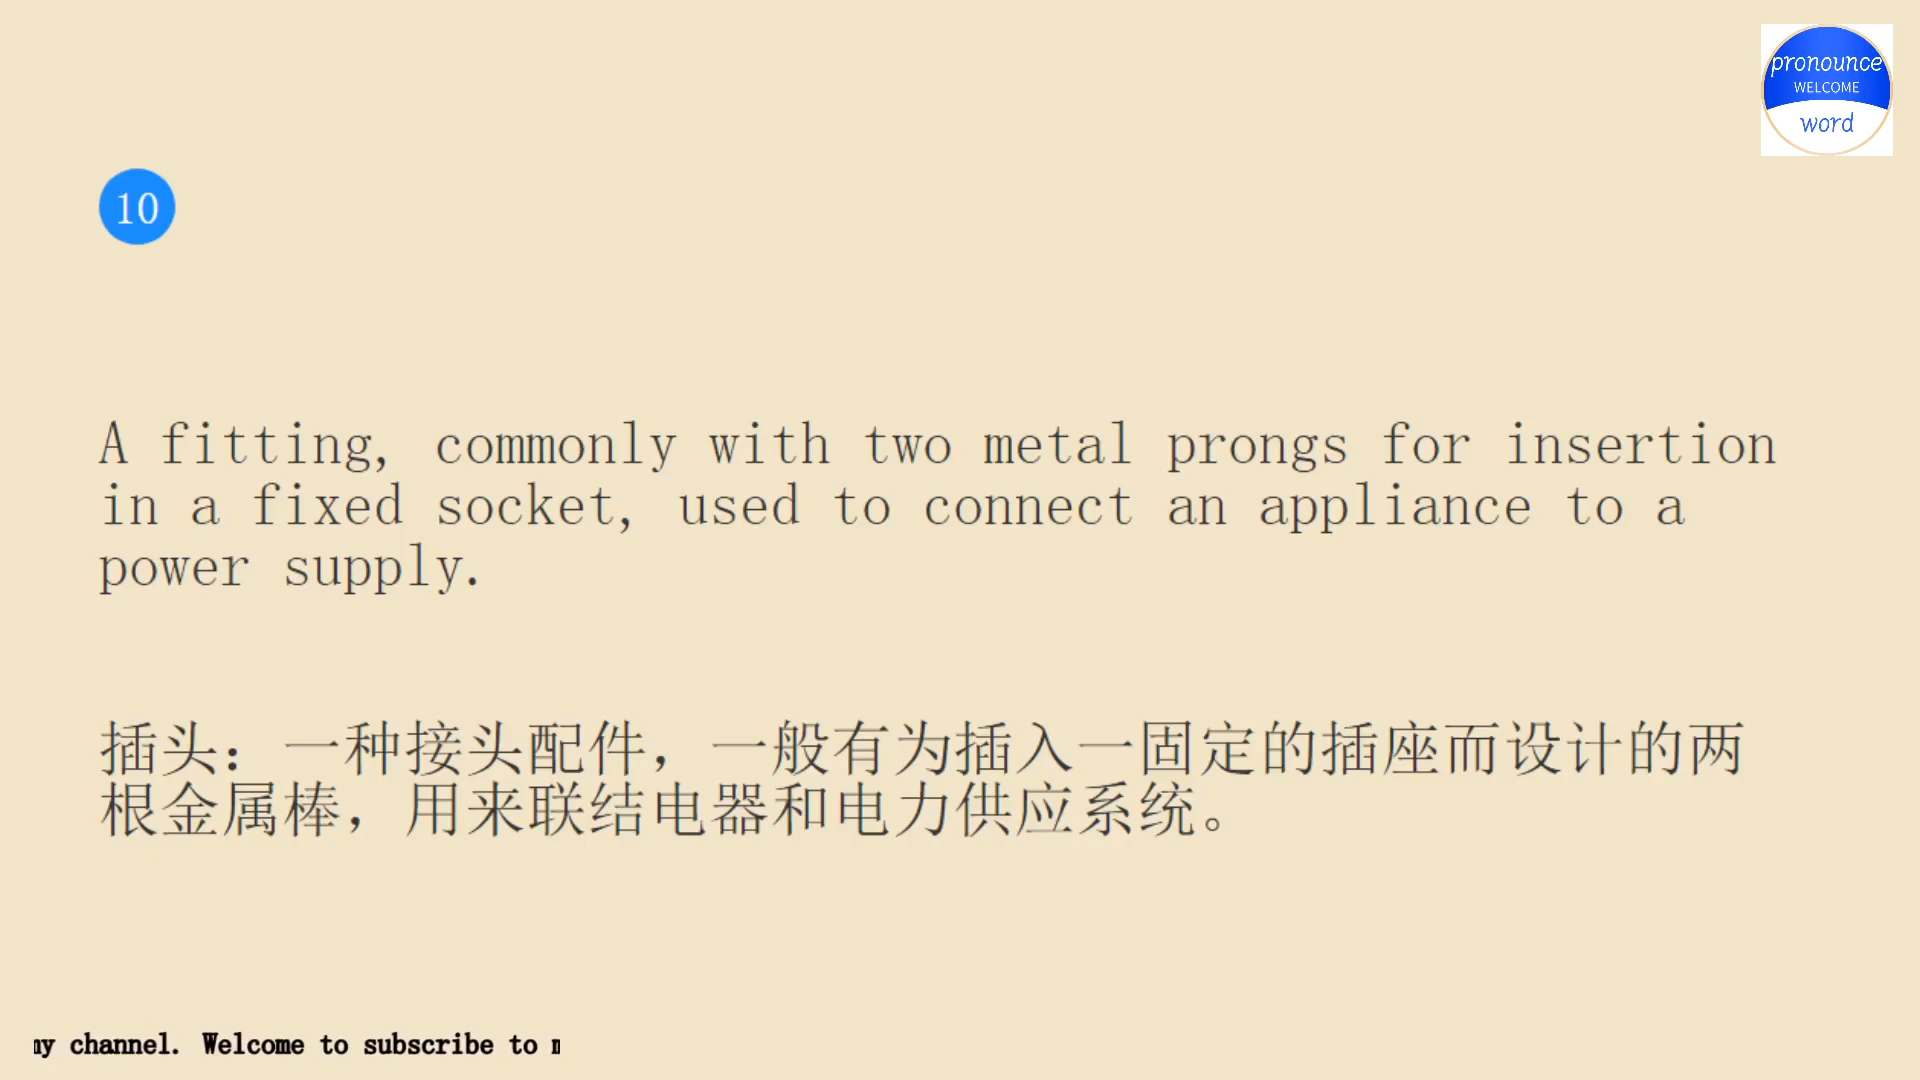 pronounce
WELCOME
word
10
A fitting, commonly with two metal prongs for insertion
in a fixed socket, used to connect an appliance to a
power supply.
插头：一种接头配件，一般有为插入一固定的插座而设计的两
根金属棒，用来联结电器和电力供应系统。
my channel. Welcome to subscribe to m